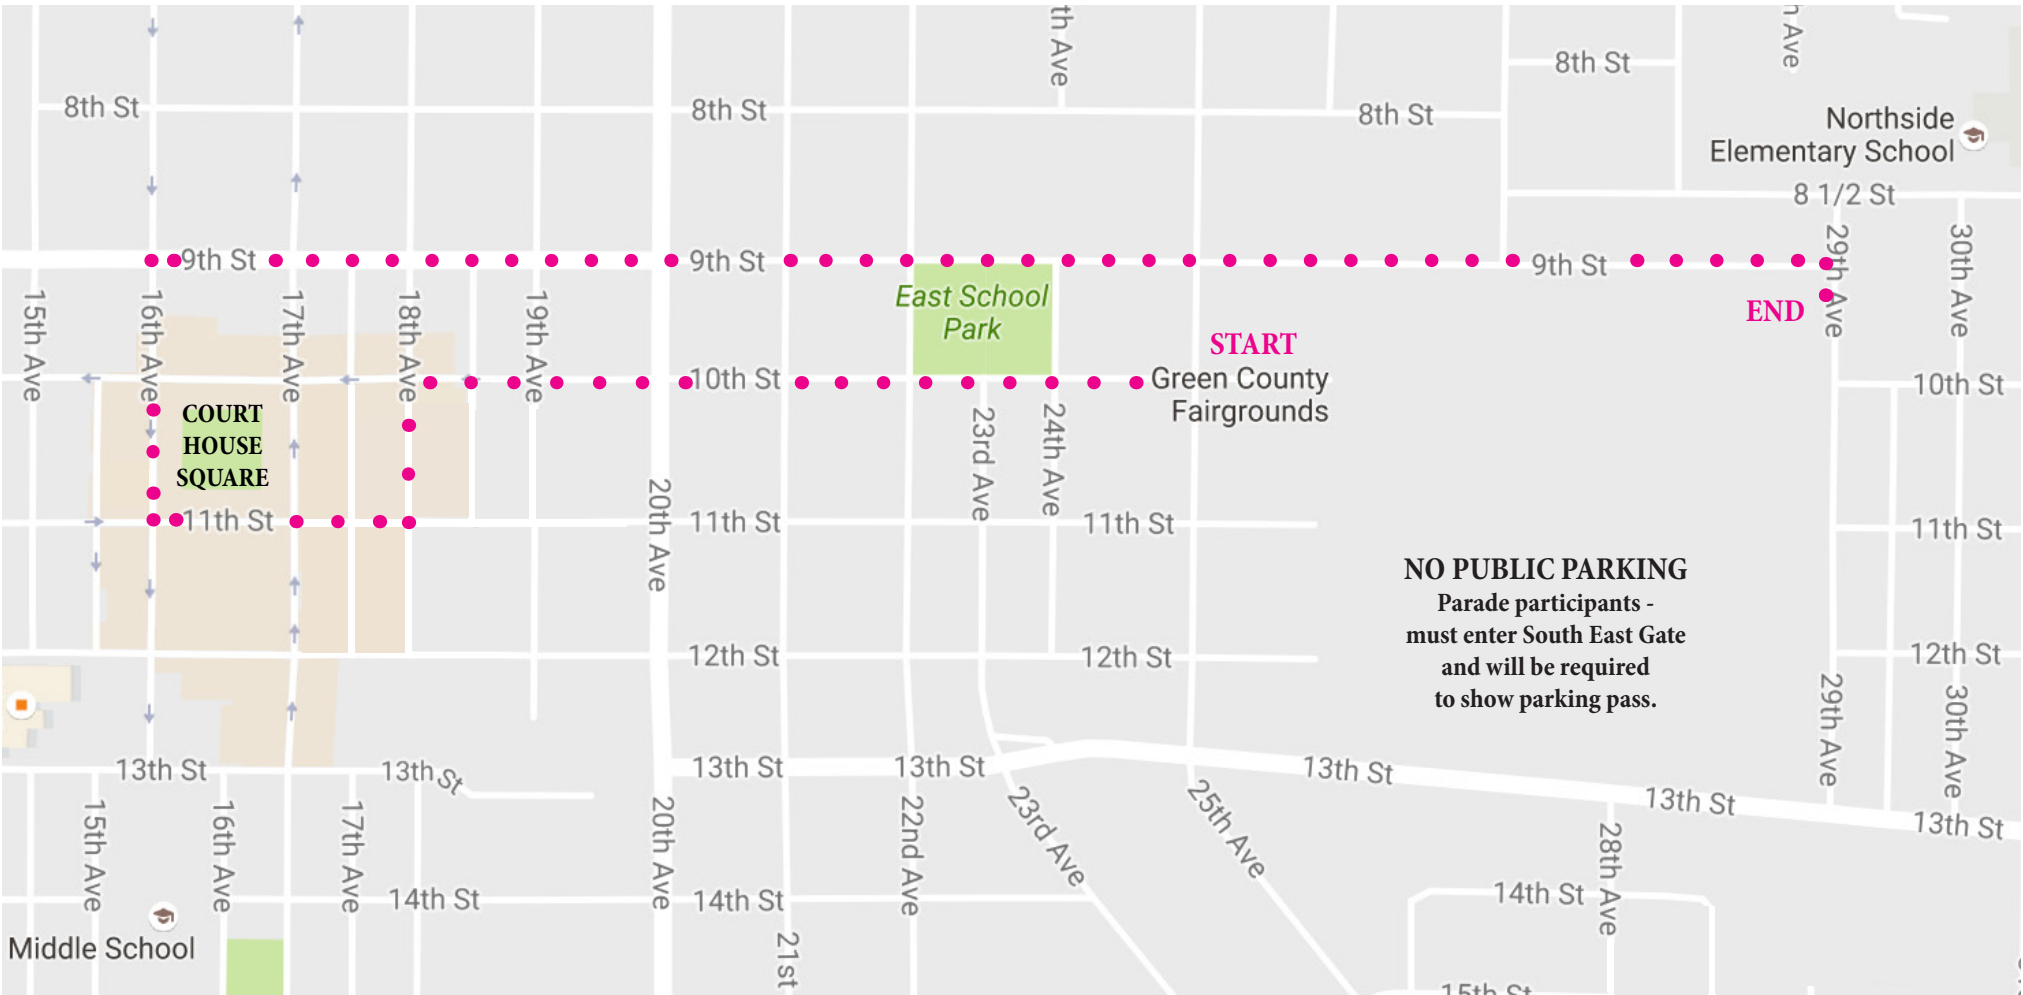 th Ave
h Ave
8th St
8th St
8th St
8th St
Northside
Elementary School
8 1/2 St
9th St
9th St
9th St
29th Ave
30th Ave
15th Ave
16th Ave
17th Ave
18th Ave
19th Ave
East School
Park
END
START
10th St
Green County
Fairgrounds
10th St
COURT
HOUSE
SQUARE
23rd Ave
24th Ave
20th Ave
11th St
11th St
11th St
11th St
NO PUBLIC PARKING
Parade participants -
must enter South East Gate
and will be required
to show parking pass.
12th St
12th St
12th St
29th Ave
30th Ave
13th St
13th St
13th St
13th St
13th St
13th St
13th St
15th Ave
16th Ave
17th Ave
20th Ave
22nd Ave
23rd Ave
25th Ave
28th Ave
14th St
14th St
14th St
Middle School
21st
15th St